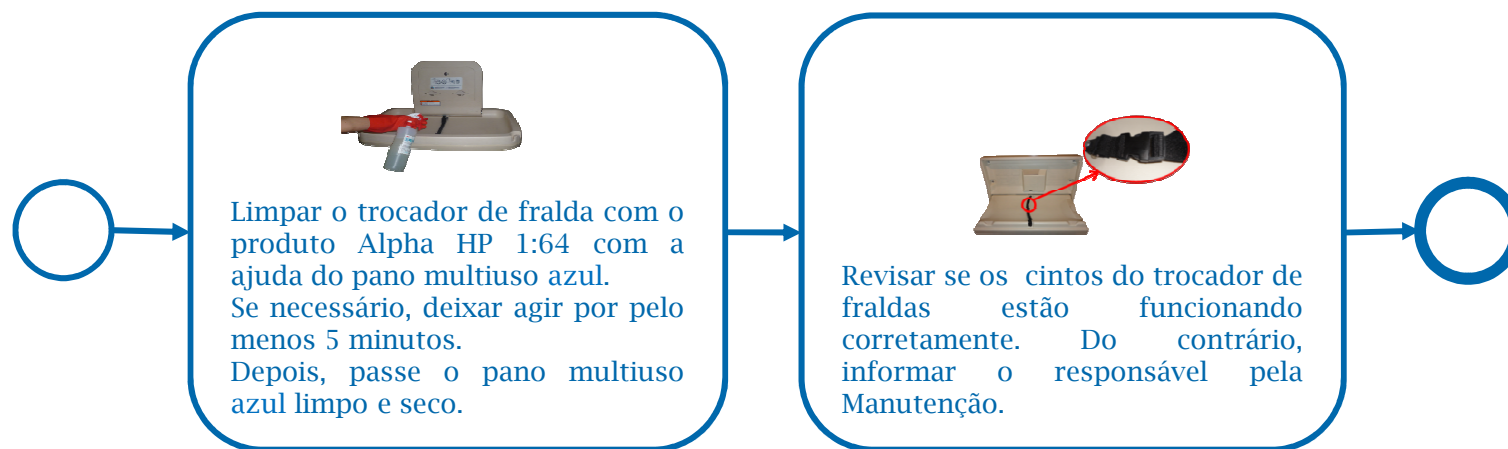 Limpar o trocador de fralda com o
produto Alpha HP 1:64 com a
ajuda do pano multiuso azul.
Se necessário, deixar agir por pelo
menos 5 minutos.
Depois, passe o pano multiuso
azul limpo e seco.
Revisar se os cintos do trocador de
fraldas estão funcionando
corretamente. Do contrário,
informar o responsável pela
Manutenção.